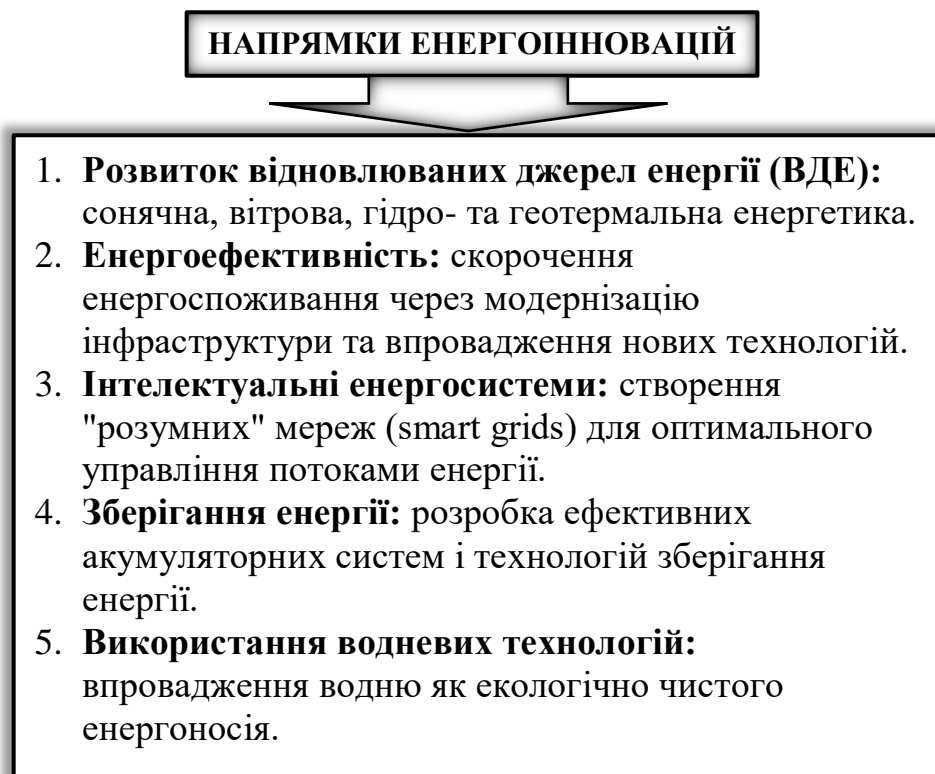 НАПРЯМКИ ЕНЕРГОІННОВАЦІЙ
1. Розвиток відновлюваних джерел енергії (ВДЕ):
сонячна, вітрова, гідро- та геотермальна енергетика.
2. Енергоефективність: скорочення
енергоспоживання через модернізацію
інфраструктури та впровадження нових технологій.
3. Інтелектуальні енергосистеми: створення
"розумних" мереж (smart grids) для оптимального
управління потоками енергії.
4. Зберігання енергії: розробка ефективних
акумуляторних систем і технологій зберігання
енергії.
5. Використання водневих технологій:
впровадження водню як екологічно чистого
енергоносія.